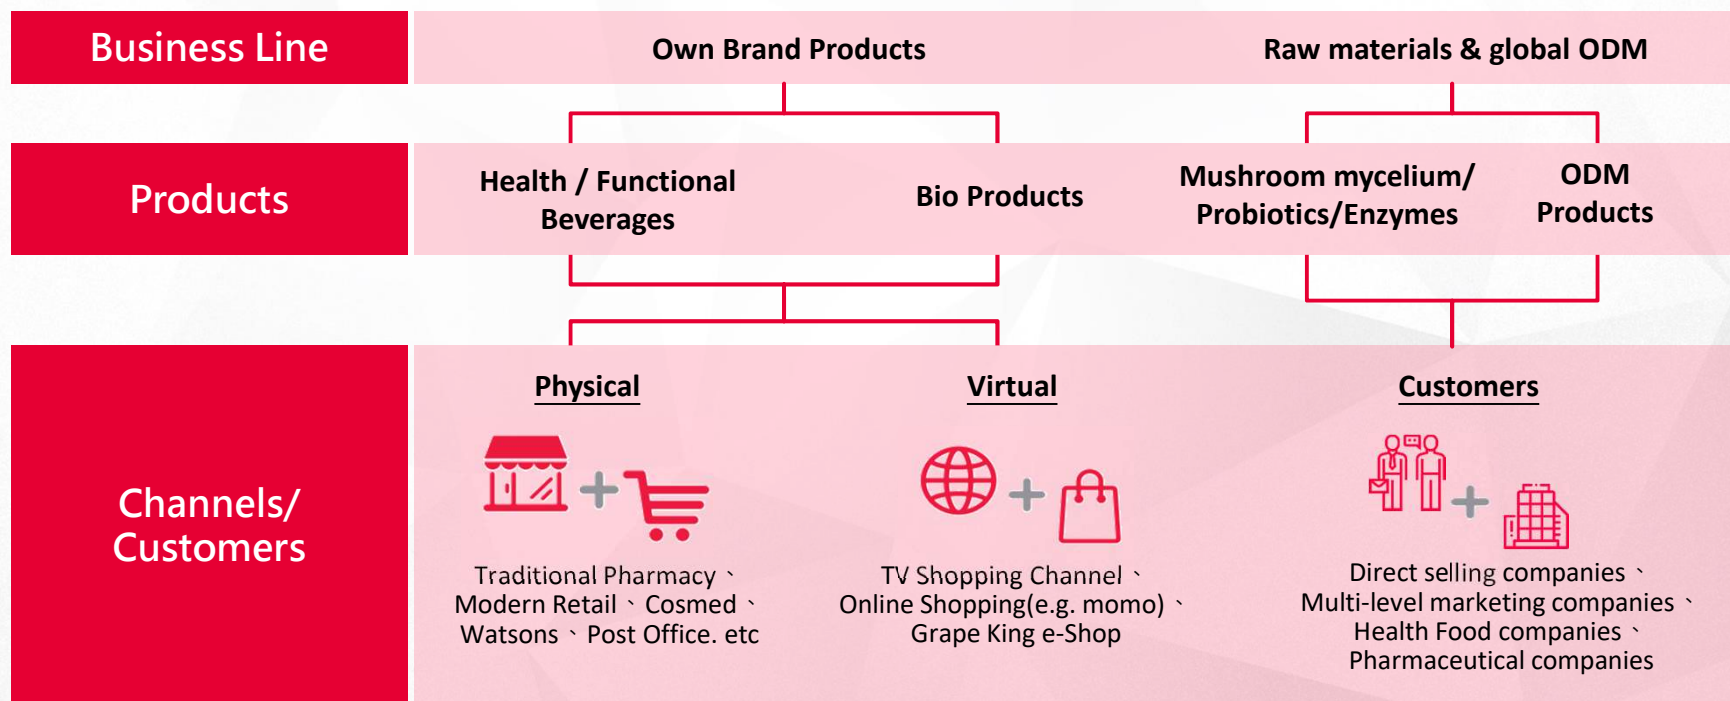 Business Line
Own Brand Products
Raw materials & global ODM
Products
Health / Functional
Beverages
Bio Products
Mushroom mycelium/
Probiotics/Enzymes
ODM
Products
Channels/
Customers
Physical
Traditional Pharmacy、
Modern Retail、Cosmed、
Watsons、Post Office. etc
Virtual
TV Shopping Channel、
Online Shopping(e.g. momo)、
Grape King e-Shop
Customers
Direct selling companies、
Multi-level marketing companies、
Health Food companies、
Pharmaceutical companies